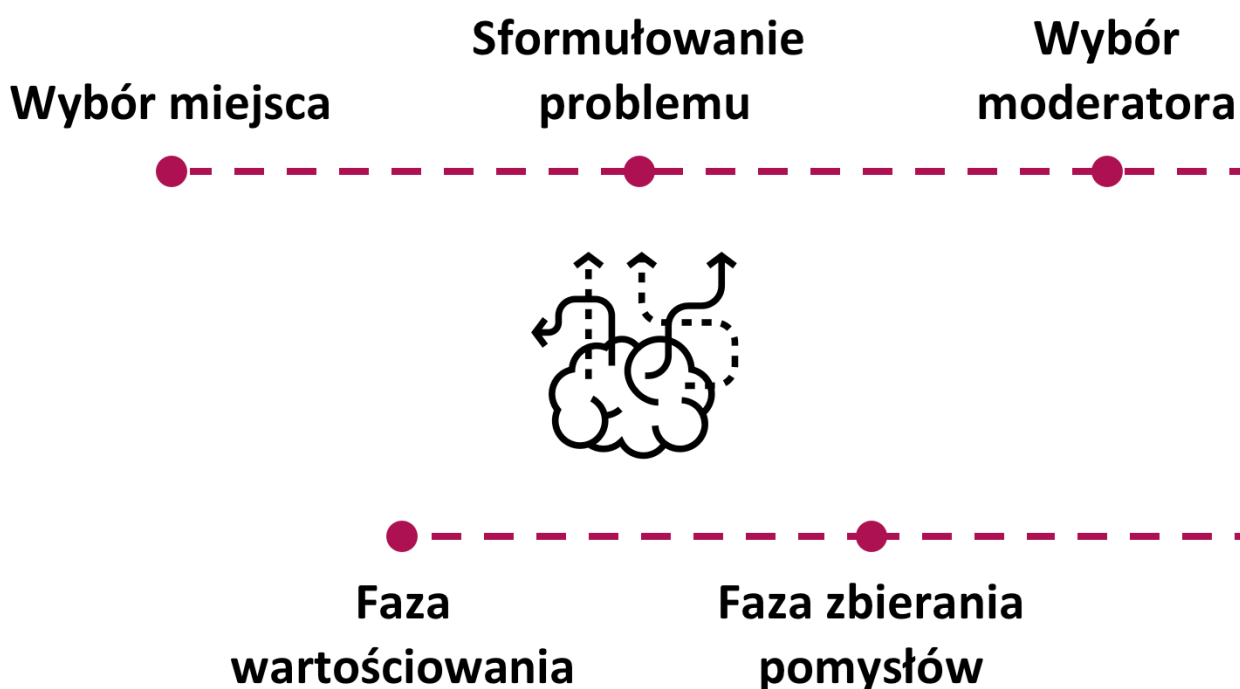 Wybór miejsca
Sformułowanie
problemu
Wybór
moderatora
Faza
wartościowania
Faza zbierania
pomysłów